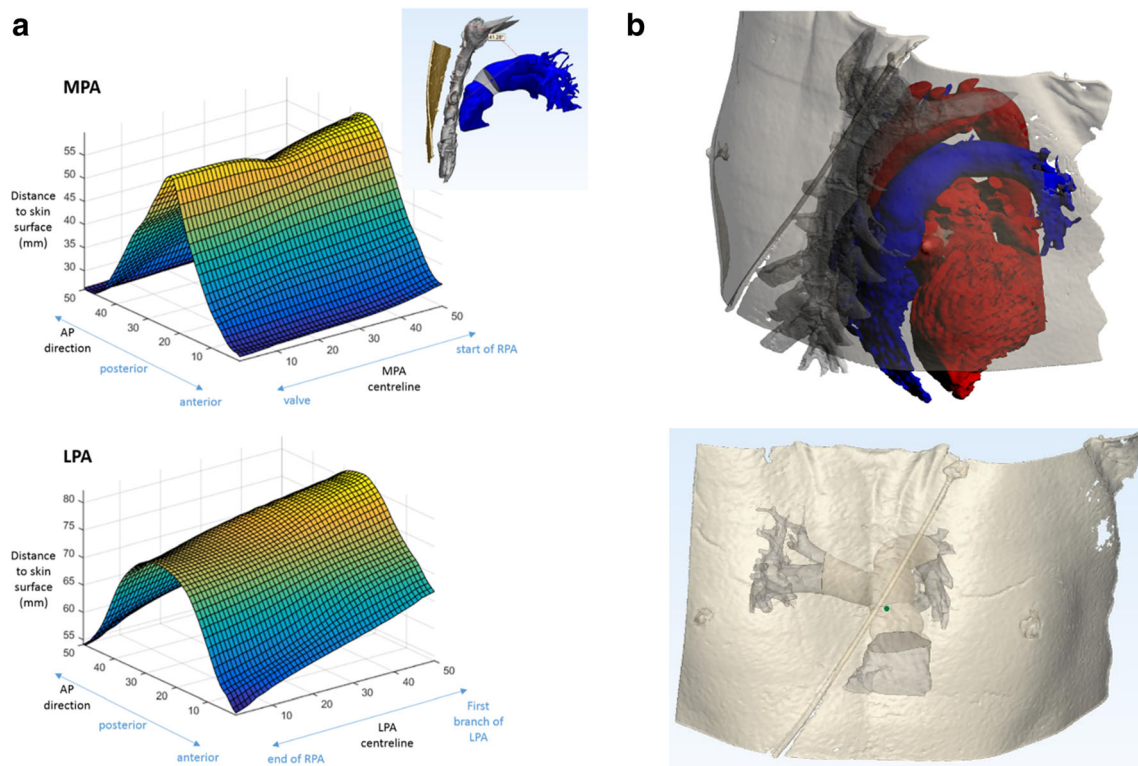 a
b
MPA
41.28°
Distance
to skin
surface
(mm)
55
50
45
40
35
30
50
40
30
20
10
AP
direction
posterior
anterior
10
20
30
40
50
start of RPA
MPA
centreline
valve
LPA
Distance
to skin
surface
(mm)
80
75
70
65
60
55
50
40
30
20
10
AP
direction
posterior
anterior
10
20
30
40
50
First
branch of
LPA
LPA
centreline
end of RPA